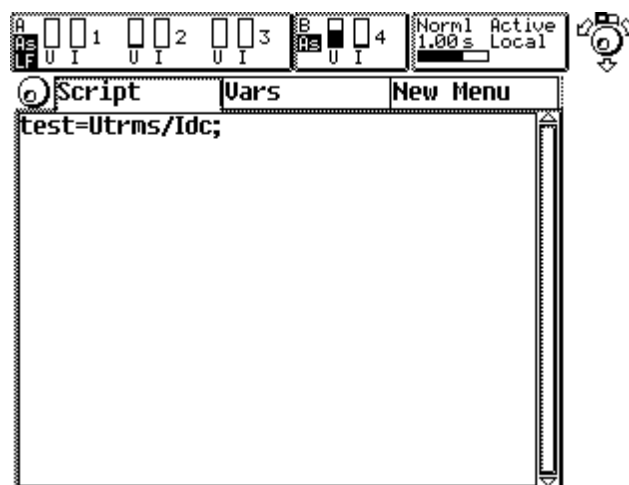 A
As
LF
U I 1
U I 2
U I 3
B
As
U I 4
Norml Active
1.00 s Local
Script Vars New Menu
test=Utrms/Idc;